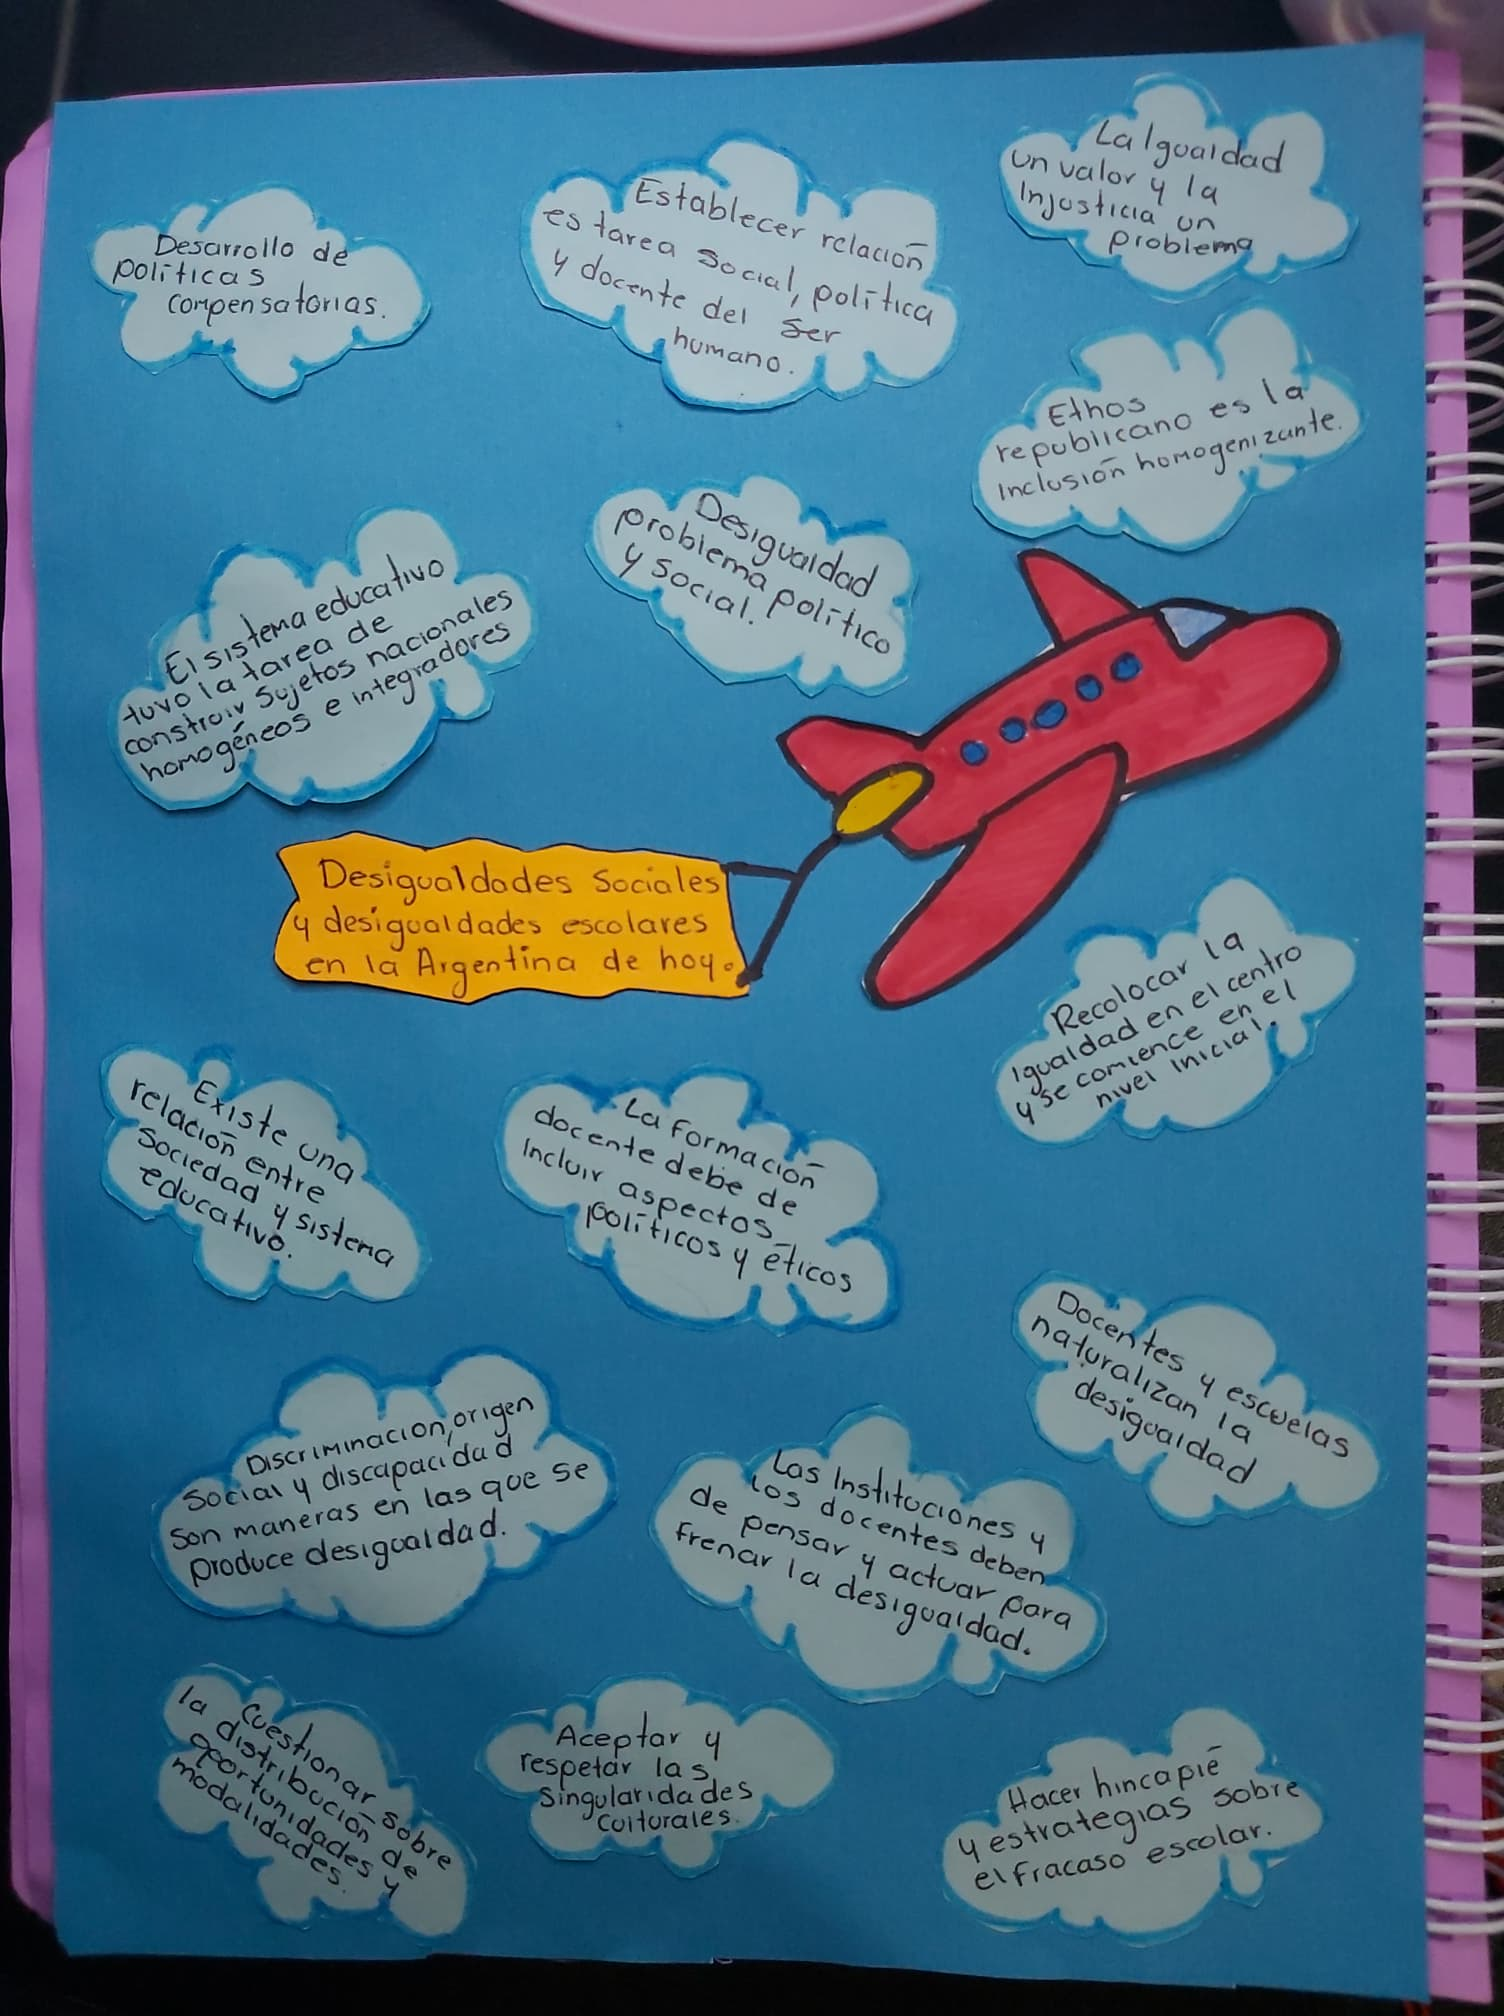 Desarrollo de
políticas
compensatorias.
Establecer relación
es tarea social, política
y docente del ser
humano.
La Igualdad
un valor y la
Injusticia un
problema
Ethos
republicano es la
Inclusión homogenizante.
Desigualdad
problema político
y social.
El sistema educativo
tuvo la tarea de
construir sujetos nacionales
homogéneos e integradores
Desigualdades Sociales
y desigualdades escolares
en la Argentina de hoy.
Recolocar la
igualdad en el centro
y se comience en el
nivel inicial.
Existe una
relación entre
sociedad y sistema
educativo.
La formación
docente debe de
Incluir aspectos
políticos y éticos
Docentes y escuelas
naturalizan la
desigualdad
Discriminacion, origen
social y discapacidad
son maneras en las que se
produce desigualdad.
Las Instituciones y
los docentes deben
de pensar y actuar para
frenar la desigualdad.
Cuestionar sobre
la distribución de
oportunidades y
modalidades.
Aceptar y
respetar las
singularidades
culturales.
Hacer hincapié
y estrategias sobre
el fracaso escolar.